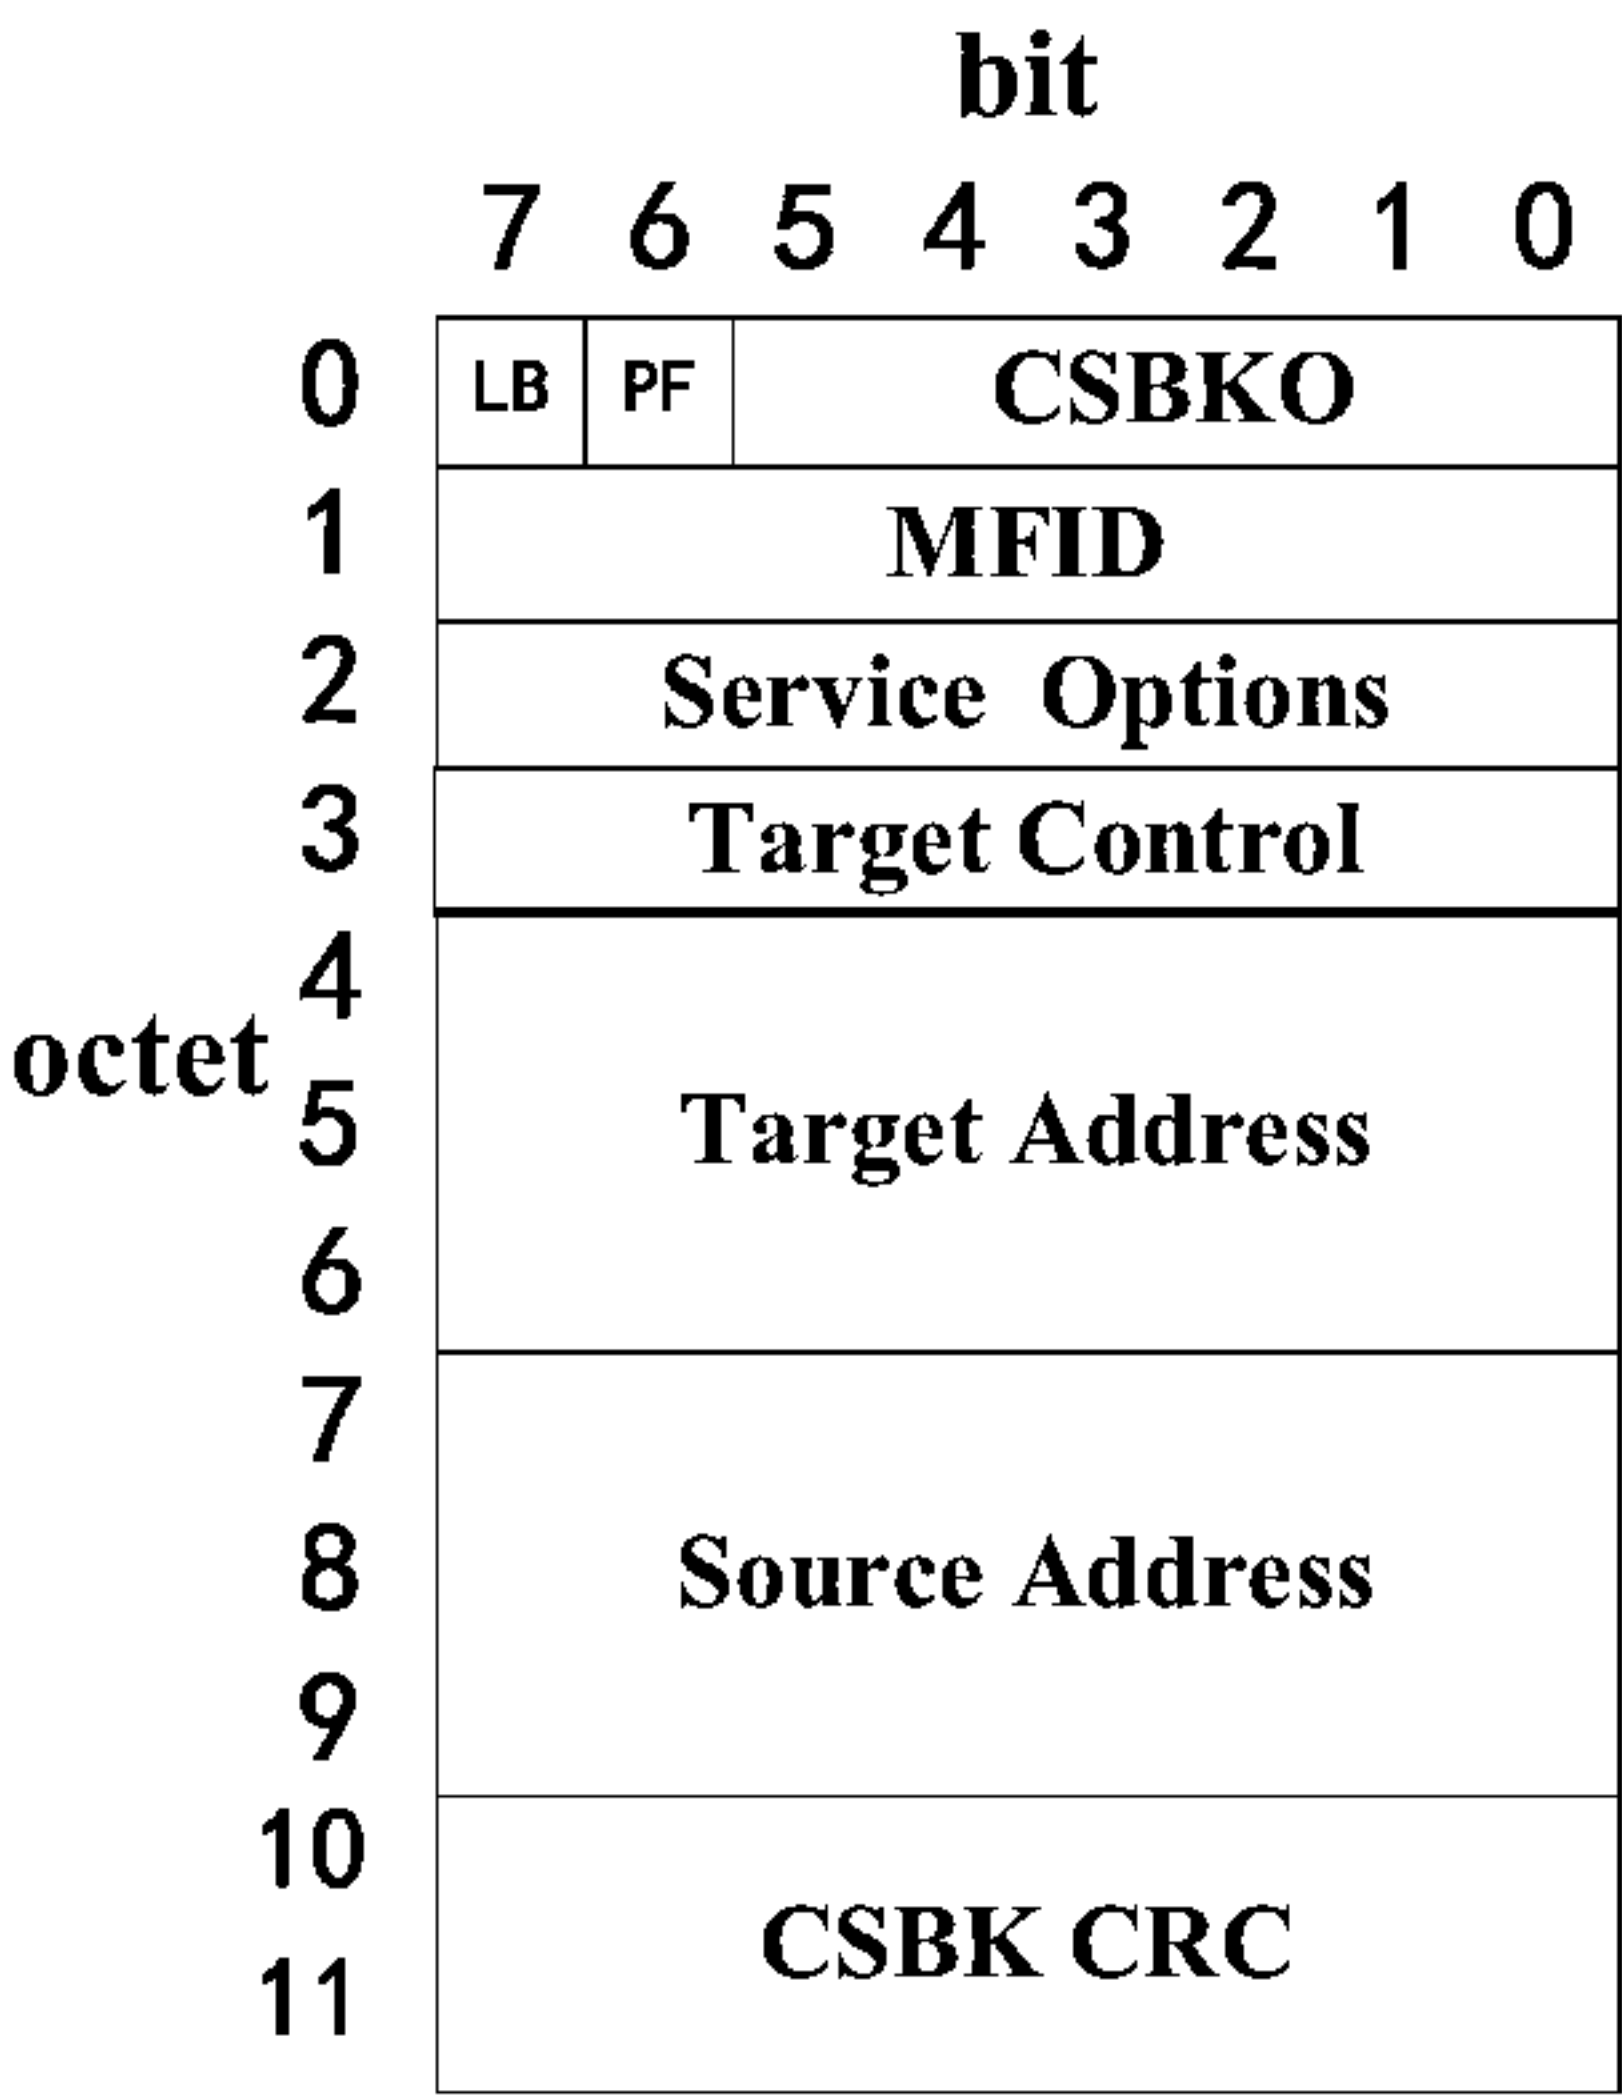 bit
7 6 5 4 3 2 1 0
0 LB PF CSBKO
1 MFID
2 Service Options
3 Target Control
4
octet
5 Target Address
6
7
8 Source Address
9
10
CSBK CRC
11